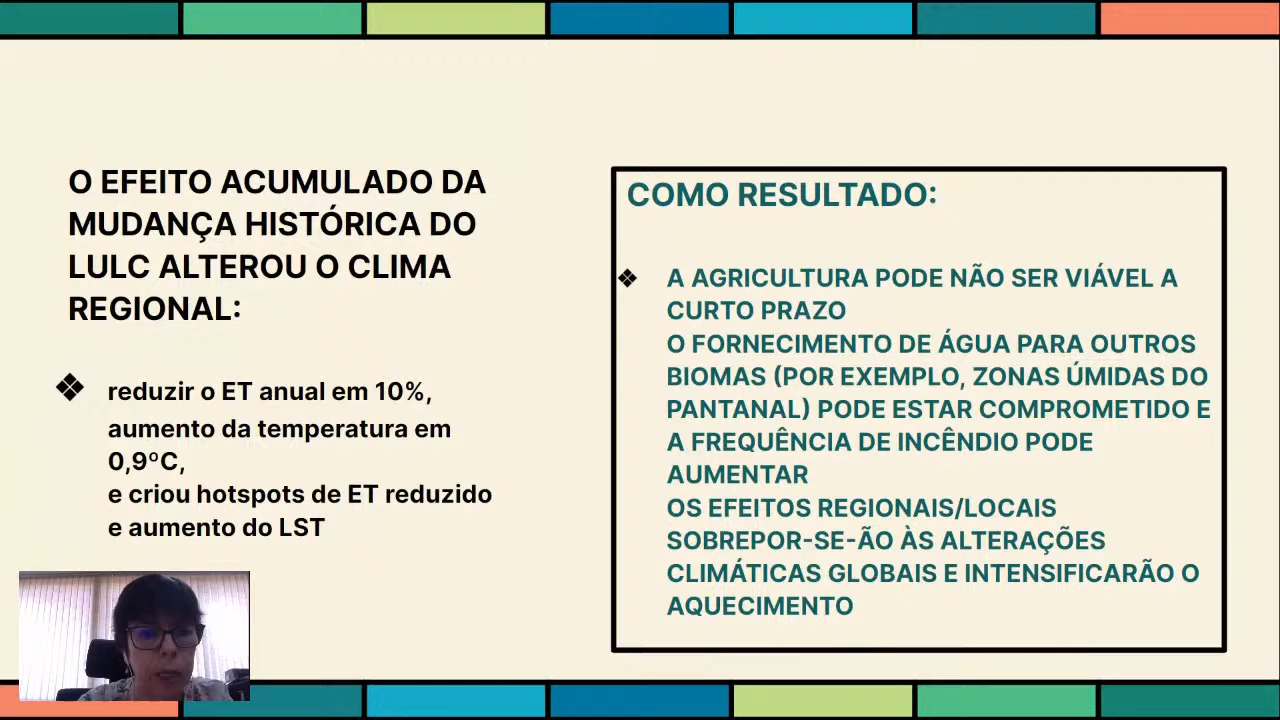 O EFEITO ACUMULADO DA
MUDANÇA HISTÓRICA DO
LULC ALTEROU O CLIMA
REGIONAL:
❖ reduzir o ET anual em 10%,
aumento da temperatura em
0,9ºC,
e criou hotspots de ET reduzido
e aumento do LST
COMO RESULTADO:
❖ A AGRICULTURA PODE NÃO SER VIÁVEL A
CURTO PRAZO
O FORNECIMENTO DE ÁGUA PARA OUTROS
BIOMAS (POR EXEMPLO, ZONAS ÚMIDAS DO
PANTANAL) PODE ESTAR COMPROMETIDO E
A FREQUÊNCIA DE INCÊNDIO PODE
AUMENTAR
OS EFEITOS REGIONAIS/LOCAIS
SOBREPOR-SE-ÃO ÀS ALTERAÇÕES
CLIMÁTICAS GLOBAIS E INTENSIFICARÃO O
AQUECIMENTO